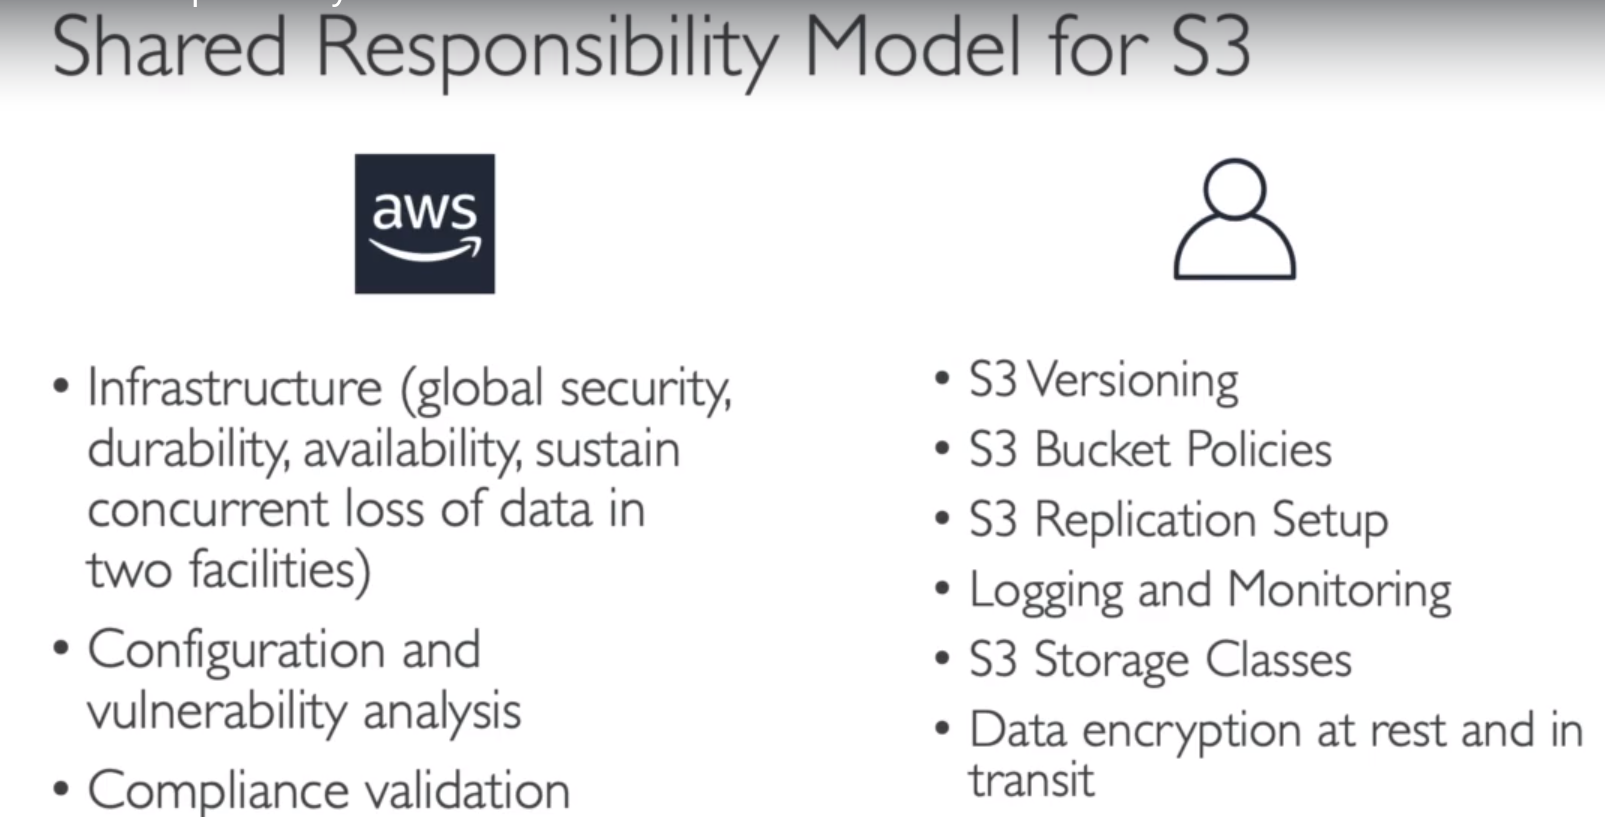 Shared Responsibility Model for S3
aws
• Infrastructure (global security,
durability, availability, sustain
concurrent loss of data in
two facilities)
• Configuration and
vulnerability analysis
• Compliance validation
• S3 Versioning
• S3 Bucket Policies
• S3 Replication Setup
• Logging and Monitoring
• S3 Storage Classes
• Data encryption at rest and in
transit